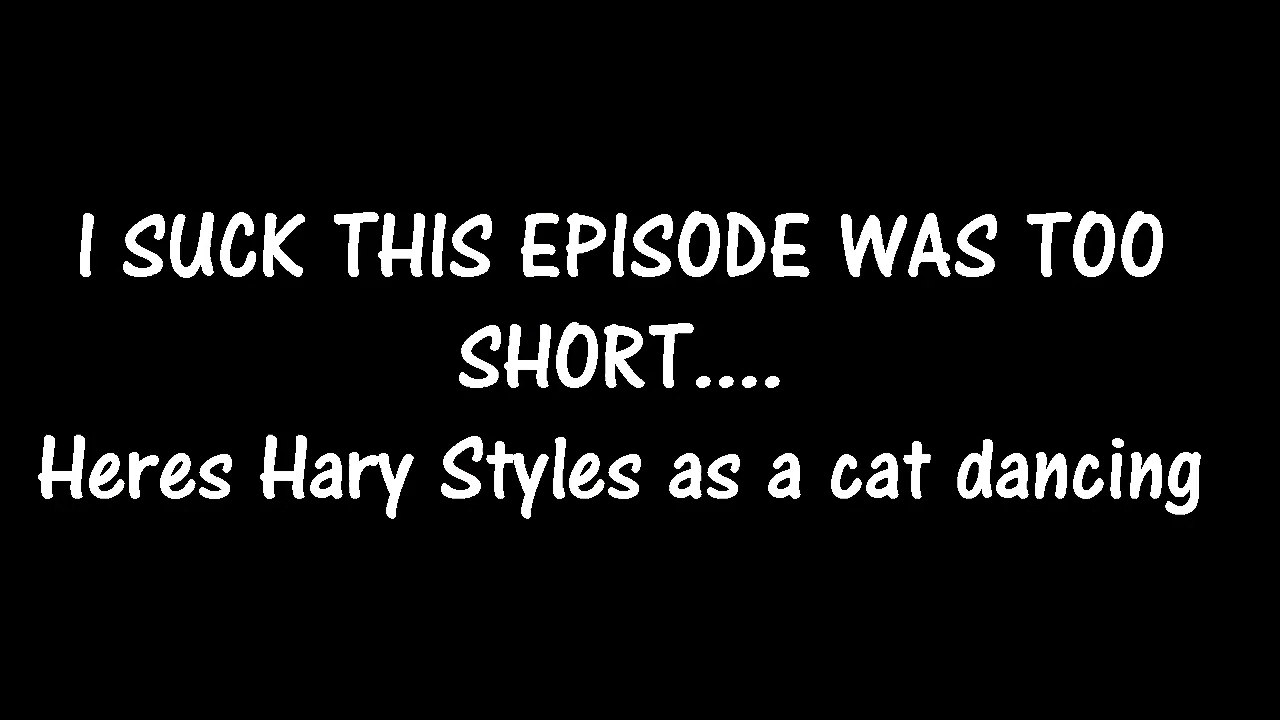 I SUCK THIS EPISODE WAS TOO
SHORT....
Heres Hary Styles as a cat dancing